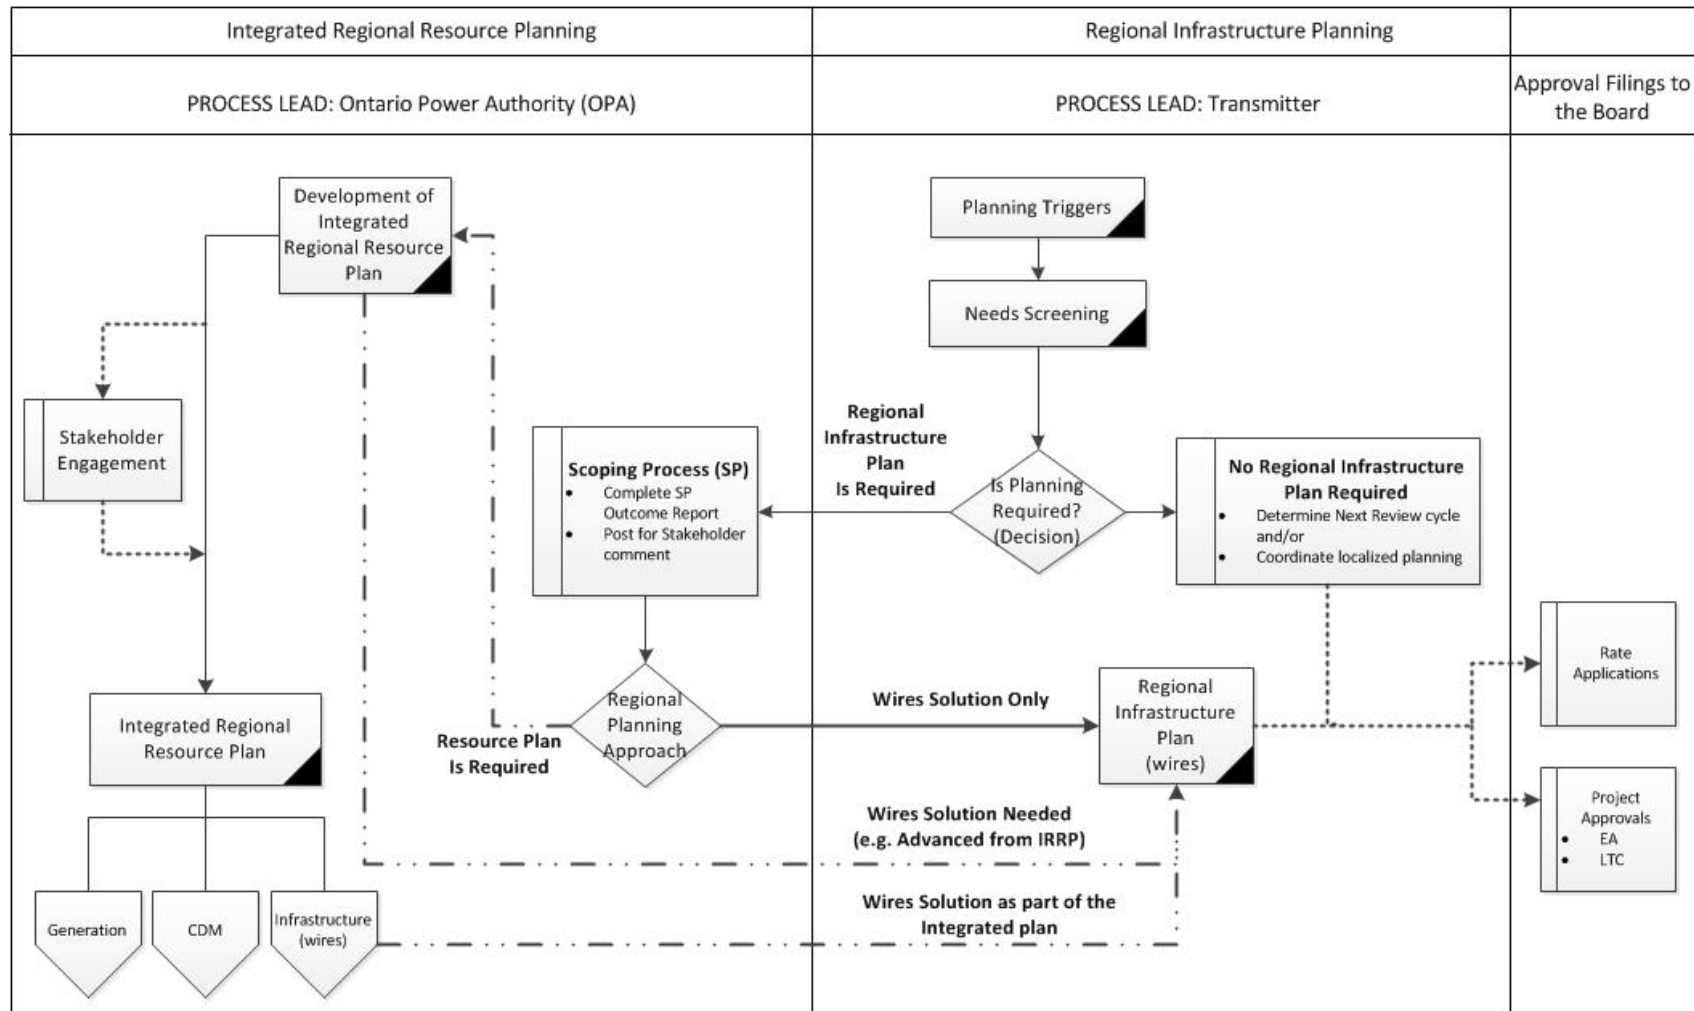 Integrated Regional Resource Planning
Regional Infrastructure Planning
PROCESS LEAD: Ontario Power Authority (OPA)
PROCESS LEAD: Transmitter
Approval Filings to
the Board
Development of
Integrated
Regional Resource
Plan
Planning Triggers
Needs Screening
Stakeholder
Engagement
Scoping Process (SP)
• Complete SP
Outcome Report
• Post for Stakeholder
comment
Regional
Infrastructure
Plan
Is Required
Is Planning
Required?
(Decision)
No Regional Infrastructure
Plan Required
• Determine Next Review cycle
and/or
• Coordinate localized planning
Rate
Applications
Integrated Regional
Resource Plan
Resource Plan
Is Required
Regional
Planning
Approach
Wires Solution Only
Regional
Infrastructure
Plan
(wires)
Wires Solution Needed
(e.g. Advanced from IRRP)
Project
Approvals
• EA
• LTC
Generation
CDM
Infrastructure
(wires)
Wires Solution as part of the
Integrated plan